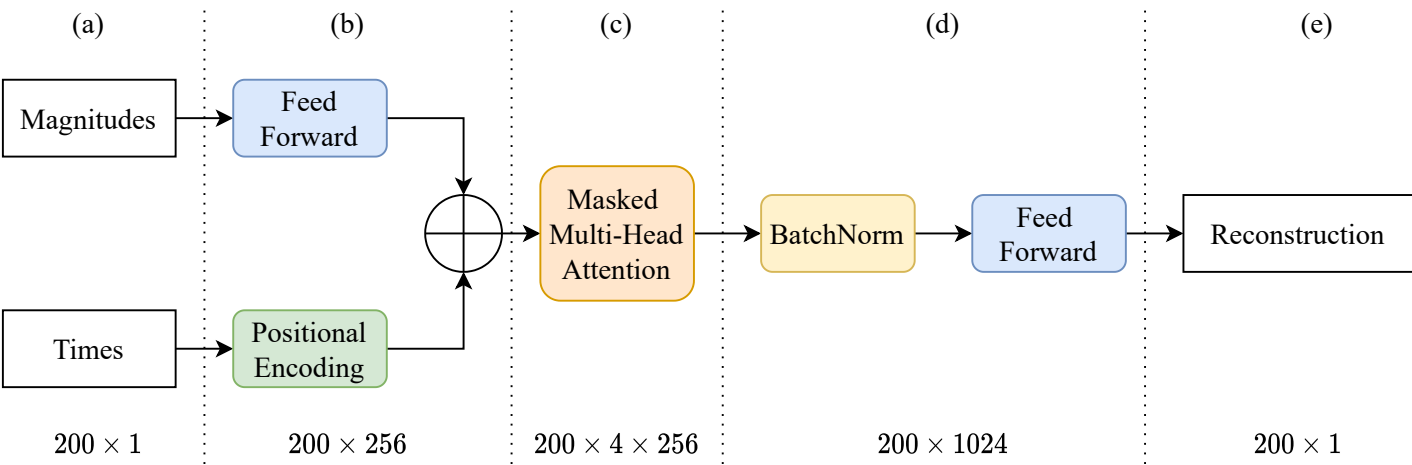 (a)
(b)
(c)
(d)
(e)
Magnitudes
Feed
Forward
Masked
Multi-Head
Attention
BatchNorm
Feed
Forward
Reconstruction
Times
Positional
Encoding
200 × 1
200 × 256
200 × 4 × 256
200 × 1024
200 × 1